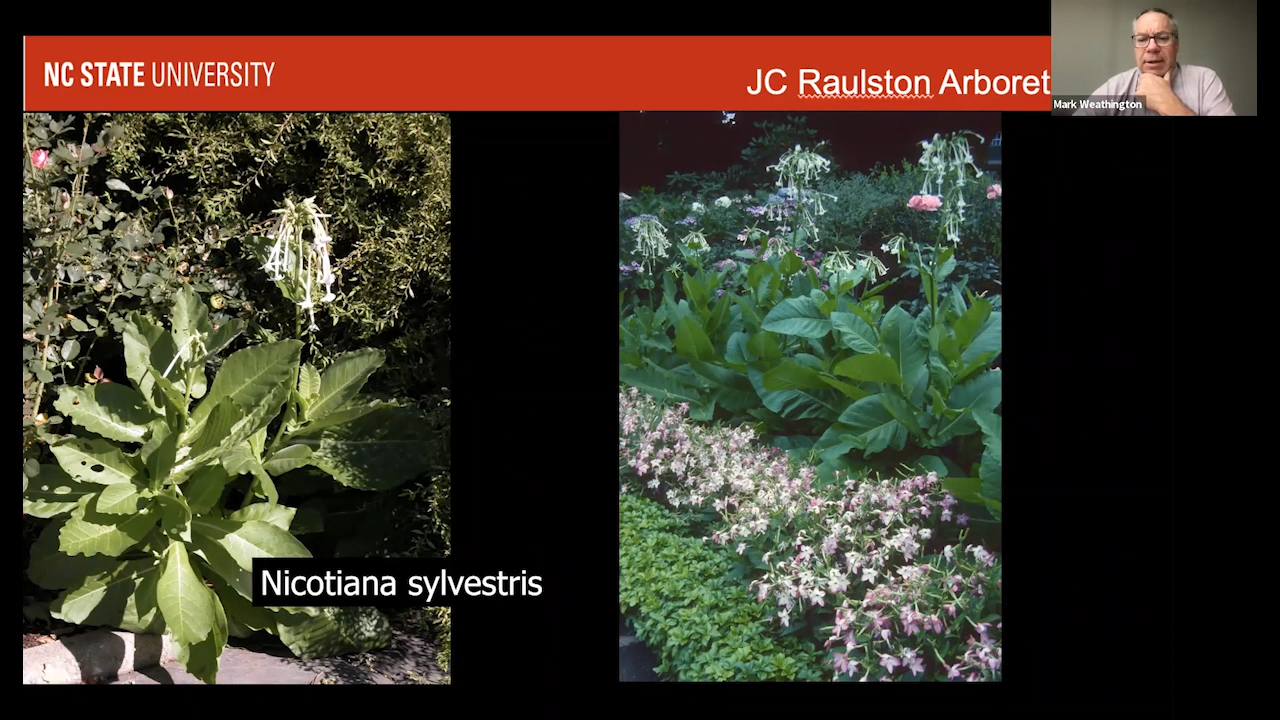 NC STATE UNIVERSITY
JC Raulston Arboret
Mark Weathington
Nicotiana sylvestris